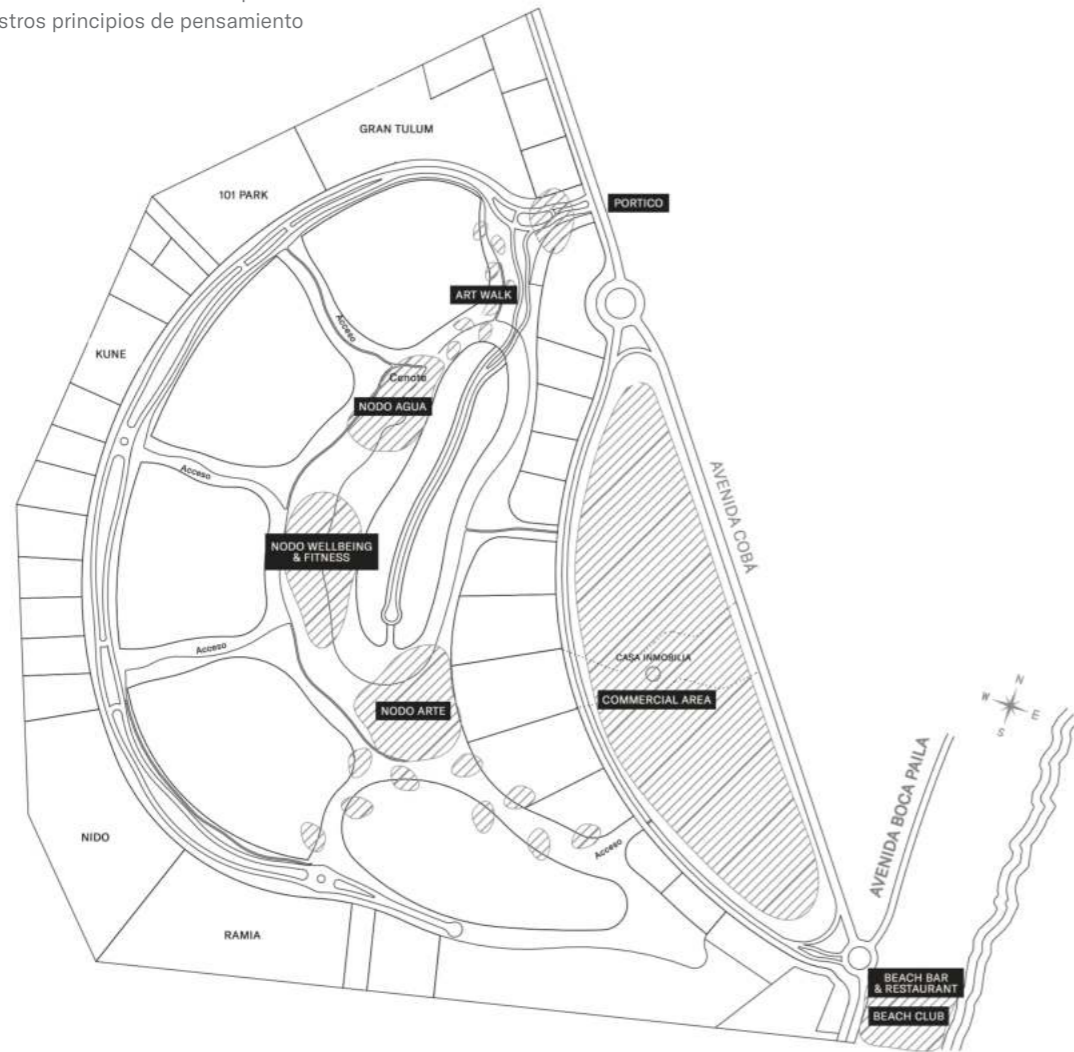 stros principios de pensamiento
GRAN TULUM
101 PARK
PORTICO
ART WALK
Acceso
KUNE
Cenote
NODO AGUA
Acceso
AVENIDA COBÁ
NODO WELLBEING
& FITNESS
Acceso
CASA INMOBILIA
COMMERCIAL AREA
NODO ARTE
N
W
E
S
AVENIDA BOCA PAILA
NIDO
Acceso
RAMIA
BEACH BAR
& RESTAURANT
BEACH CLUB